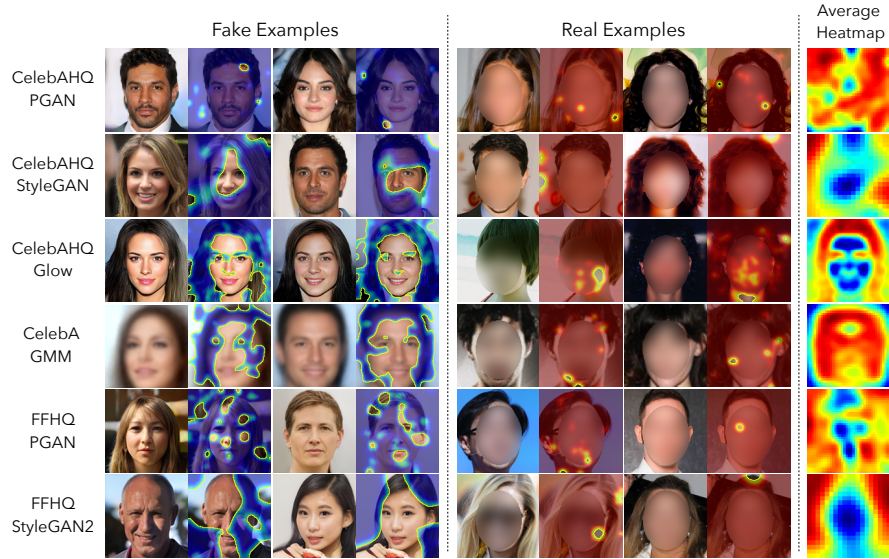 Fake Examples
Real Examples
Average
Heatmap
CelebAHQ
PGAN
CelebAHQ
StyleGAN
CelebAHQ
Glow
CelebA
GMM
FFHQ
PGAN
FFHQ
StyleGAN2